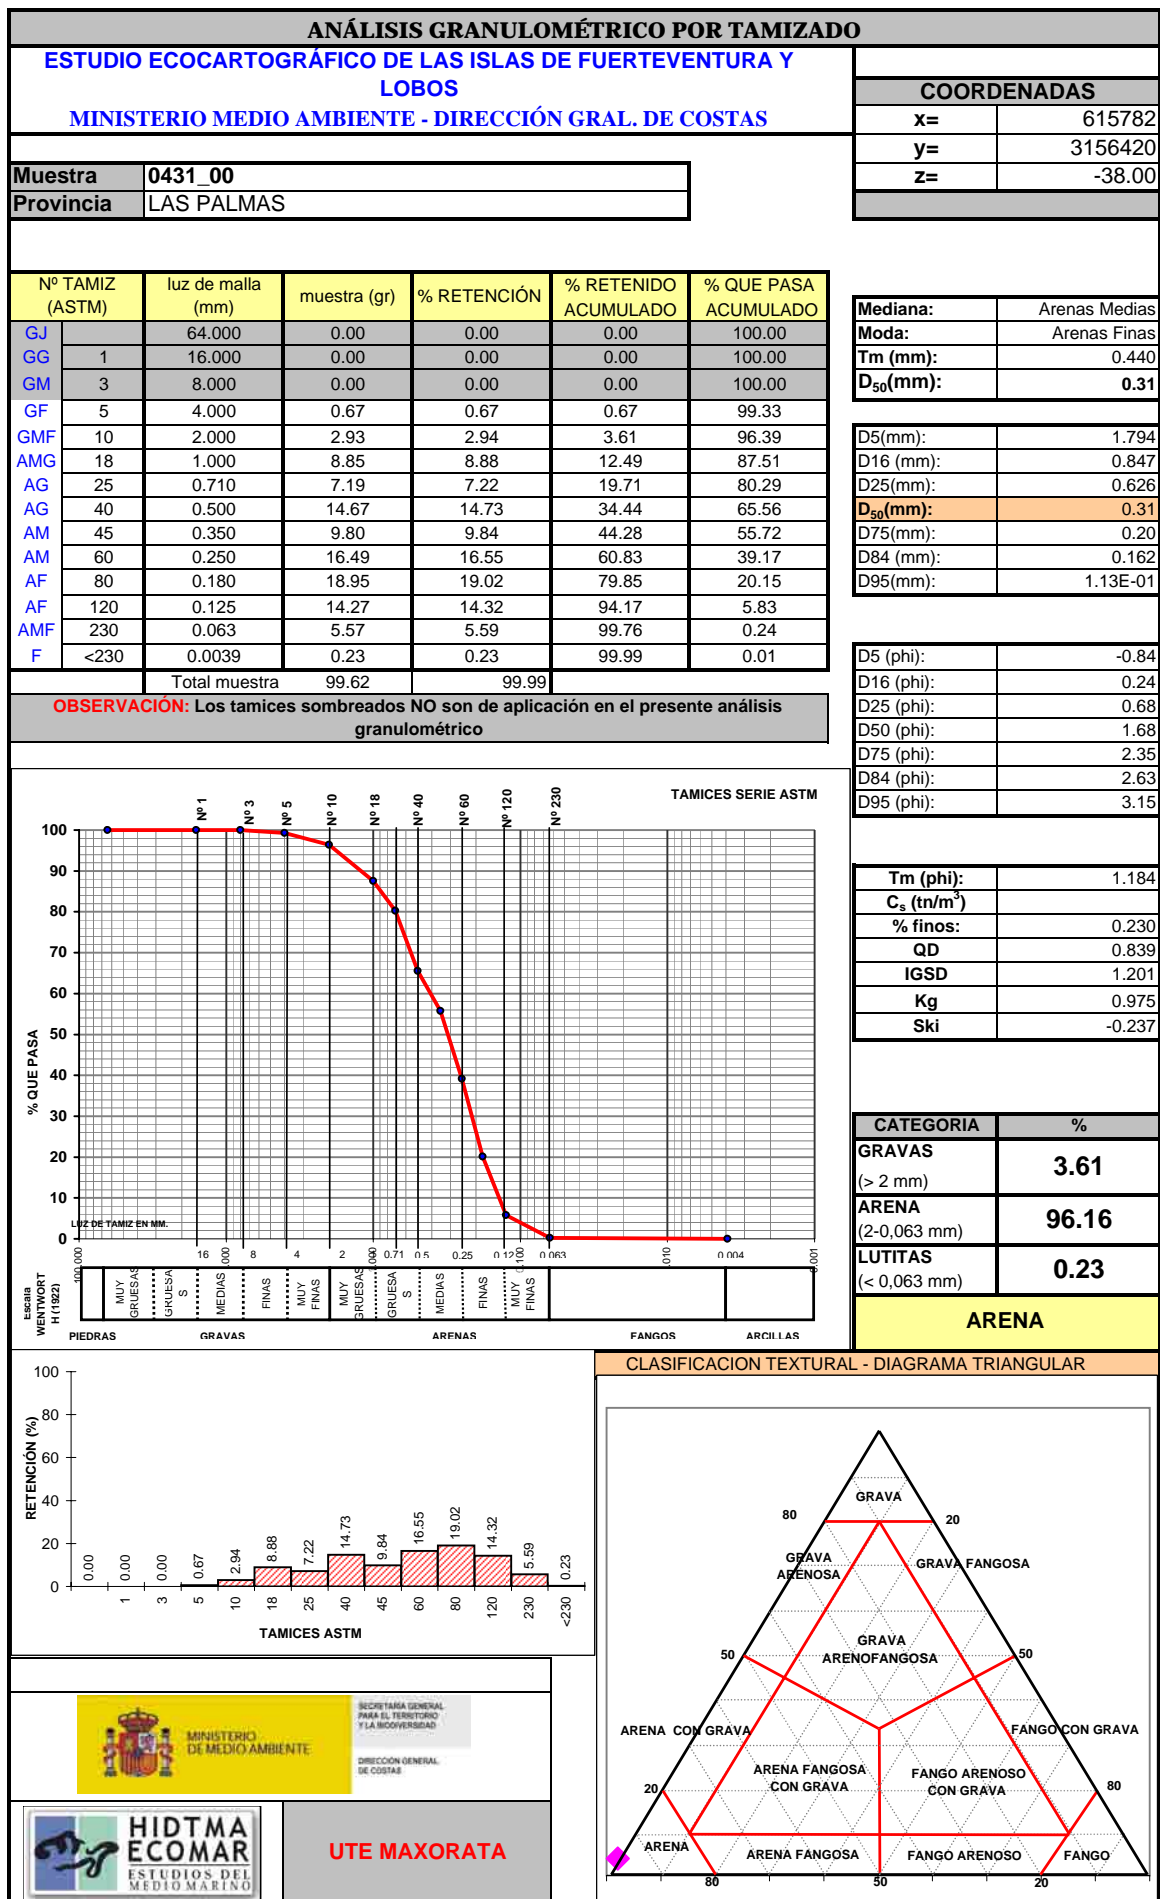 ANÁLISIS GRANULOMÉTRICO POR TAMIZADO
ESTUDIO ECOCARTOGRÁFICO DE LAS ISLAS DE FUERTEVENTURA Y
LOBOS
MINISTERIO MEDIO AMBIENTE - DIRECCIÓN GRAL. DE COSTAS
COORDENADAS
x= 615782
y= 3156420
z= -38.00
Muestra 0431_00
Provincia LAS PALMAS
Nº TAMIZ (ASTM) luz de malla (mm) muestra (gr) % RETENCIÓN % RETENIDO ACUMULADO % QUE PASA ACUMULADO
GJ 64.000 0.00 0.00 0.00 100.00
GG 1 16.000 0.00 0.00 0.00 100.00
GM 3 8.000 0.00 0.00 0.00 100.00
GF 5 4.000 0.67 0.67 0.67 99.33
GMF 10 2.000 2.93 2.94 3.61 96.39
AMG 18 1.000 8.85 8.88 12.49 87.51
AG 25 0.710 7.19 7.22 19.71 80.29
AG 40 0.500 14.67 14.73 34.44 65.56
AM 45 0.350 9.80 9.84 44.28 55.72
AM 60 0.250 16.49 16.55 60.83 39.17
AF 80 0.180 18.95 19.02 79.85 20.15
AF 120 0.125 14.27 14.32 94.17 5.83
AMF 230 0.063 5.57 5.59 99.76 0.24
F <230 0.0039 0.23 0.23 99.99 0.01
Total muestra 99.62 99.99
OBSERVACIÓN: Los tamices sombreados NO son de aplicación en el presente análisis
granulométrico
Mediana: Arenas Medias
Moda: Arenas Finas
Tm (mm): 0.440
D50(mm): 0.31
D5(mm): 1.794
D16 (mm): 0.847
D25(mm): 0.626
D50(mm): 0.31
D75(mm): 0.20
D84 (mm): 0.162
D95(mm): 1.13E-01
D5 (phi): -0.84
D16 (phi): 0.24
D25 (phi): 0.68
D50 (phi): 1.68
D75 (phi): 2.35
D84 (phi): 2.63
D95 (phi): 3.15
Tm (phi): 1.184
Cs (tn/m3)
% finos: 0.230
QD 0.839
IGSD 1.201
Kg 0.975
Ski -0.237
CATEGORIA %
GRAVAS (> 2 mm) 3.61
ARENA (2-0,063 mm) 96.16
LUTITAS (< 0,063 mm) 0.23
ARENA
TAMICES SERIE ASTM
Nº 1 Nº 3 Nº 5 Nº 10 Nº 18 Nº 40 Nº 60 Nº 120 Nº 230
% QUE PASA
100
90
80
70
60
50
40
30
20
10
0
LUZ DE TAMIZ EN MM.
16 8 4 2 0.71 0.5 0.25 0.12 0.063 0.004
100.000 0.100
Escala WENTWORTH (1922)
MUY GRUESAS GRUESAS MEDIAS FINAS MUY FINAS MUY GRUESAS GRUESAS MEDIAS FINAS MUY FINAS
PIEDRAS GRAVAS ARENAS FANGOS ARCILLAS
RETENCIÓN (%)
100
80
60
40
20
0
0.00 0.00 0.00 0.67 2.94 8.88 7.22 14.73 9.84 16.55 19.02 14.32 5.59 0.23
1 3 5 10 18 25 40 45 60 80 120 230 <230
TAMICES ASTM
CLASIFICACION TEXTURAL - DIAGRAMA TRIANGULAR
GRAVA
80 20
GRAVA ARENOSA
GRAVA FANGOSA
GRAVA ARENOFANGOSA
50 50
ARENA CON GRAVA
FANGO CON GRAVA
ARENA FANGOSA CON GRAVA
FANGO ARENOSO CON GRAVA
20 80
ARENA
ARENA FANGOSA
FANGO ARENOSO
FANGO
80 50 20
MINISTERIO
DE MEDIO AMBIENTE
SECRETARÍA GENERAL
PARA EL TERRITORIO
Y LA BIODIVERSIDAD
DIRECCIÓN GENERAL
DE COSTAS
HIDTMA
ECOMAR
ESTUDIOS DEL
MEDIO MARINO
UTE MAXORATA